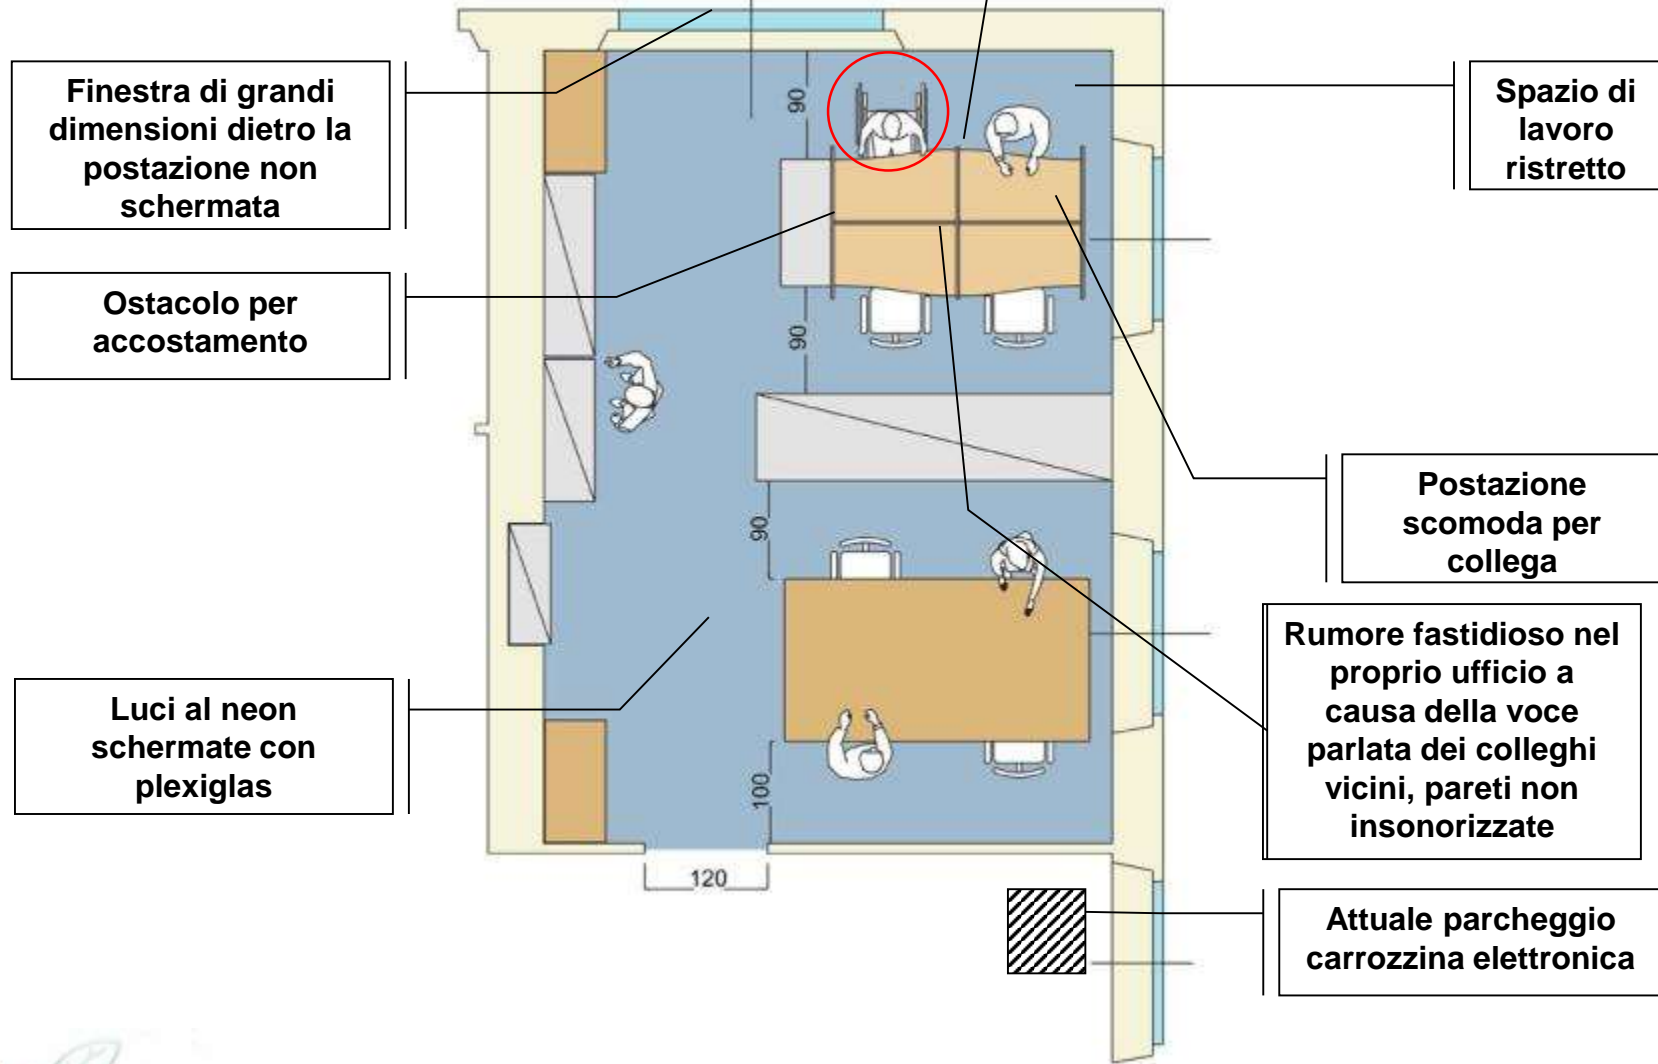 Finestra di grandi
dimensioni dietro la
postazione non
schermata
Spazio di
lavoro
ristretto
90
Ostacolo per
accostamento
90
Postazione
scomoda per
collega
90
Rumore fastidioso nel
proprio ufficio a
causa della voce
parlata dei colleghi
vicini, pareti non
insonorizzate
Luci al neon
schermate con
plexiglas
100
120
Attuale parcheggio
carrozzina elettronica